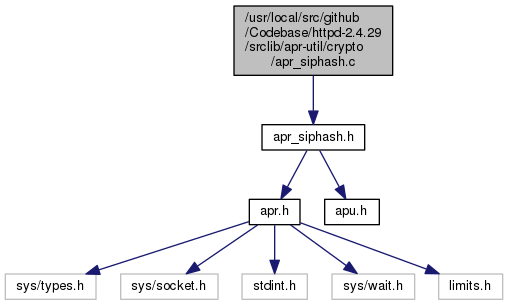 /usr/local/src/github
/Codebase/httpd-2.4.29
/srclib/apr-util/crypto
/apr_siphash.c
apr_siphash.h
apr.h
apu.h
sys/types.h
sys/socket.h
stdint.h
sys/wait.h
limits.h